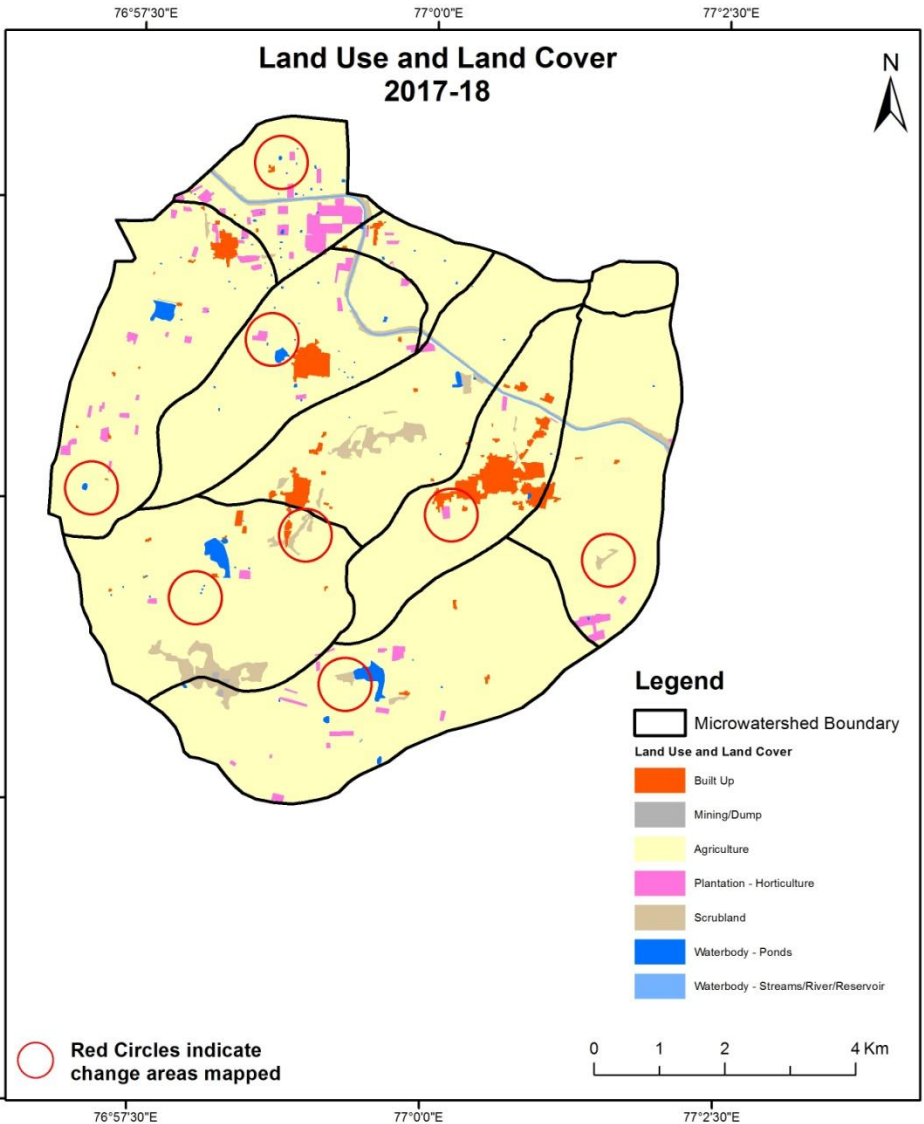 76°57'30"E 77°0'0"E 77°2'30"E
Land Use and Land Cover
2017-18
N
Legend
Microwatershed Boundary
Land Use and Land Cover
Built Up
Mining/Dump
Agriculture
Plantation - Horticulture
Scrubland
Waterbody - Ponds
Waterbody - Streams/River/Reservoir
Red Circles indicate
change areas mapped
0 1 2 4 Km
76°57'30"E 77°0'0"E 77°2'30"E